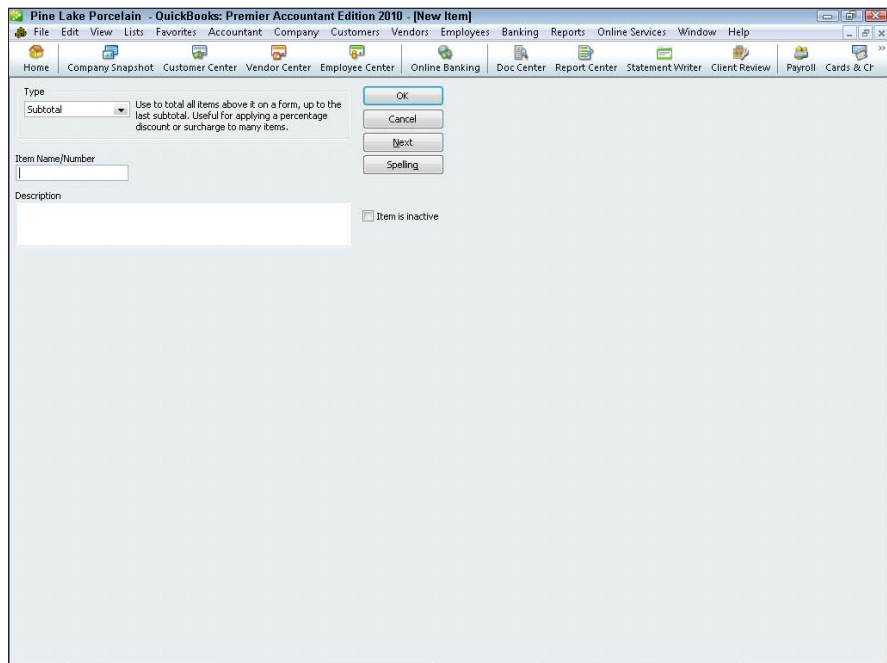 Pine Lake Porcelain - QuickBooks: Premier Accountant Edition 2010 - [New Item]
File Edit View Lists Favorites Accountant Company Customers Vendors Employees Banking Reports Online Services Window Help
Home Company Snapshot Customer Center Vendor Center Employee Center Online Banking Doc Center Report Center Statement Writer Client Review Payroll Cards & Ch
Type
Subtotal
Use to total all items above it on a form, up to the
last subtotal. Useful for applying a percentage
discount or surcharge to many items.
OK
Cancel
Next
Spelling
Item Name/Number
Description
Item is inactive